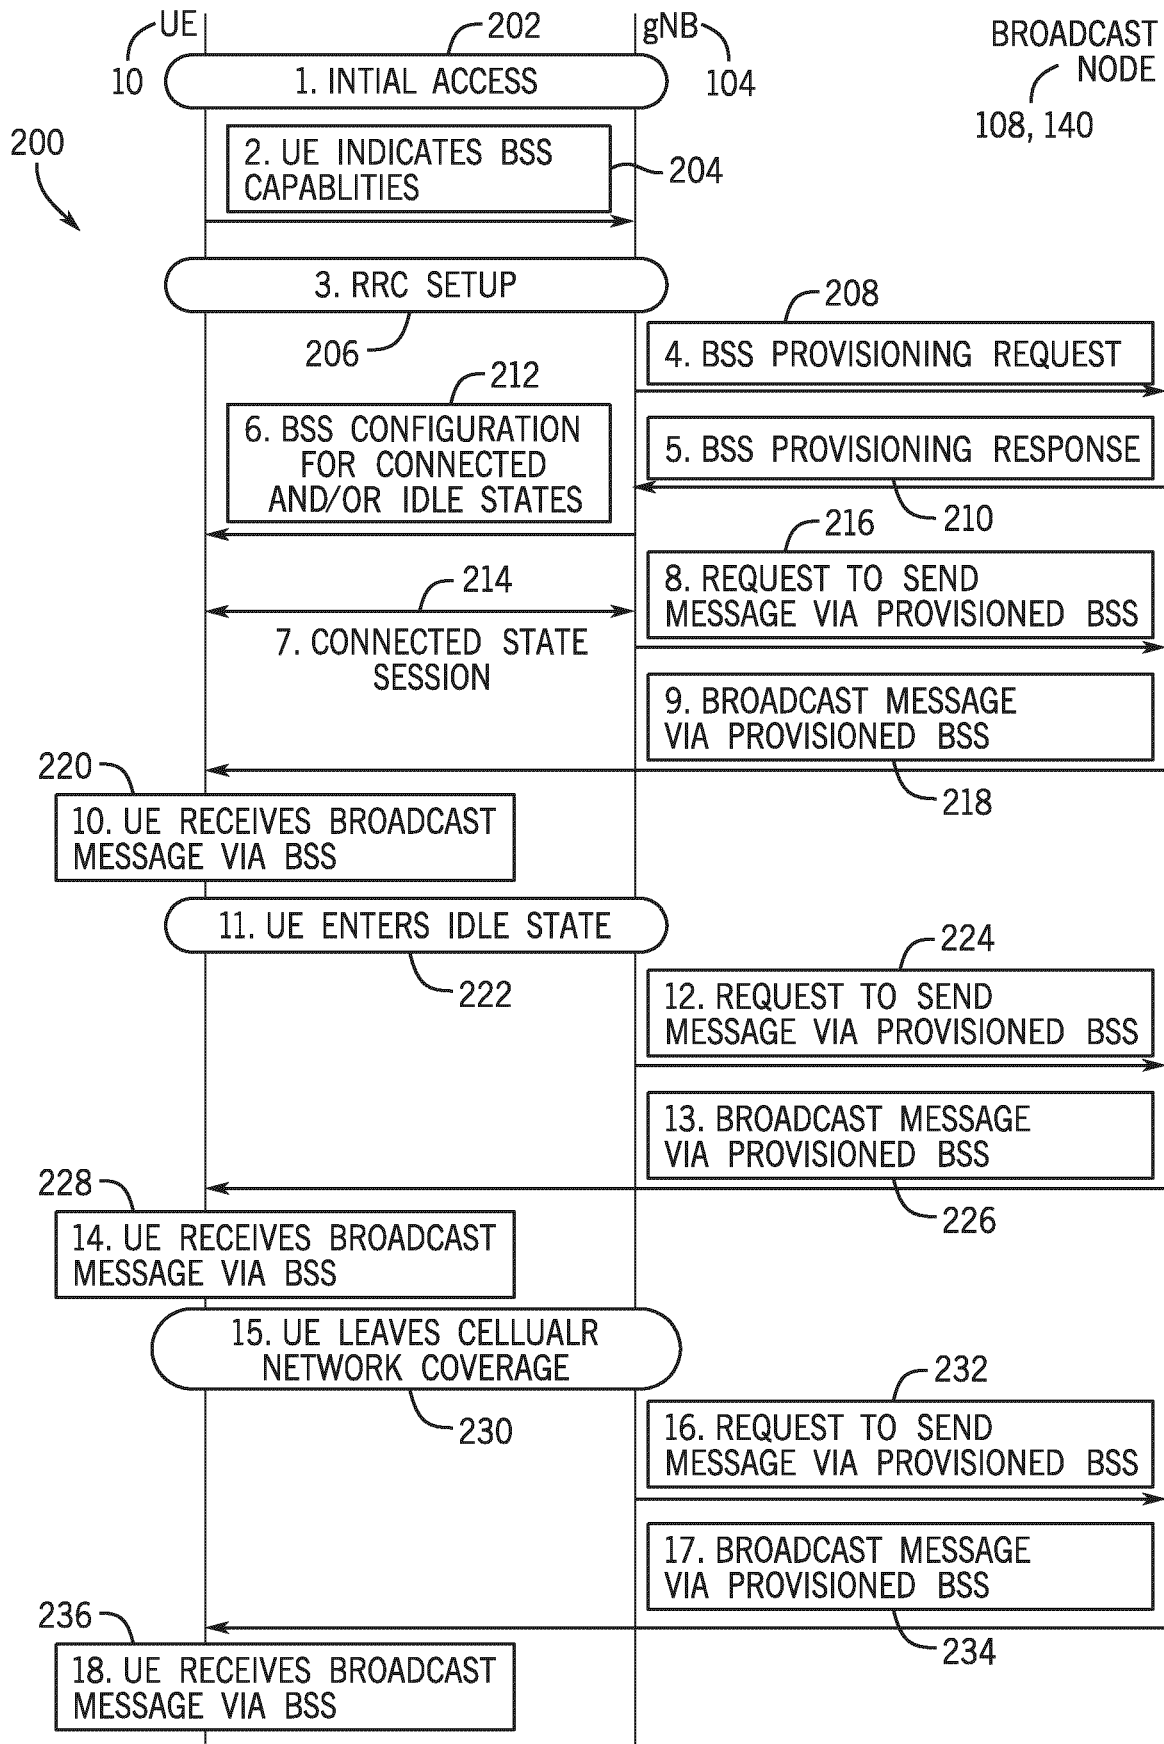 UE
10
202
gNB
104
BROADCAST
NODE
108, 140
200
1. INTIAL ACCESS
2. UE INDICATES BSS
CAPABLITIES
204
3. RRC SETUP
206
208
4. BSS PROVISIONING REQUEST
212
6. BSS CONFIGURATION
FOR CONNECTED
AND/OR IDLE STATES
5. BSS PROVISIONING RESPONSE
210
216
214
7. CONNECTED STATE
SESSION
8. REQUEST TO SEND
MESSAGE VIA PROVISIONED BSS
9. BROADCAST MESSAGE
VIA PROVISIONED BSS
218
220
10. UE RECEIVES BROADCAST
MESSAGE VIA BSS
11. UE ENTERS IDLE STATE
222
224
12. REQUEST TO SEND
MESSAGE VIA PROVISIONED BSS
13. BROADCAST MESSAGE
VIA PROVISIONED BSS
226
228
14. UE RECEIVES BROADCAST
MESSAGE VIA BSS
15. UE LEAVES CELLUALR
NETWORK COVERAGE
230
232
16. REQUEST TO SEND
MESSAGE VIA PROVISIONED BSS
17. BROADCAST MESSAGE
VIA PROVISIONED BSS
234
236
18. UE RECEIVES BROADCAST
MESSAGE VIA BSS